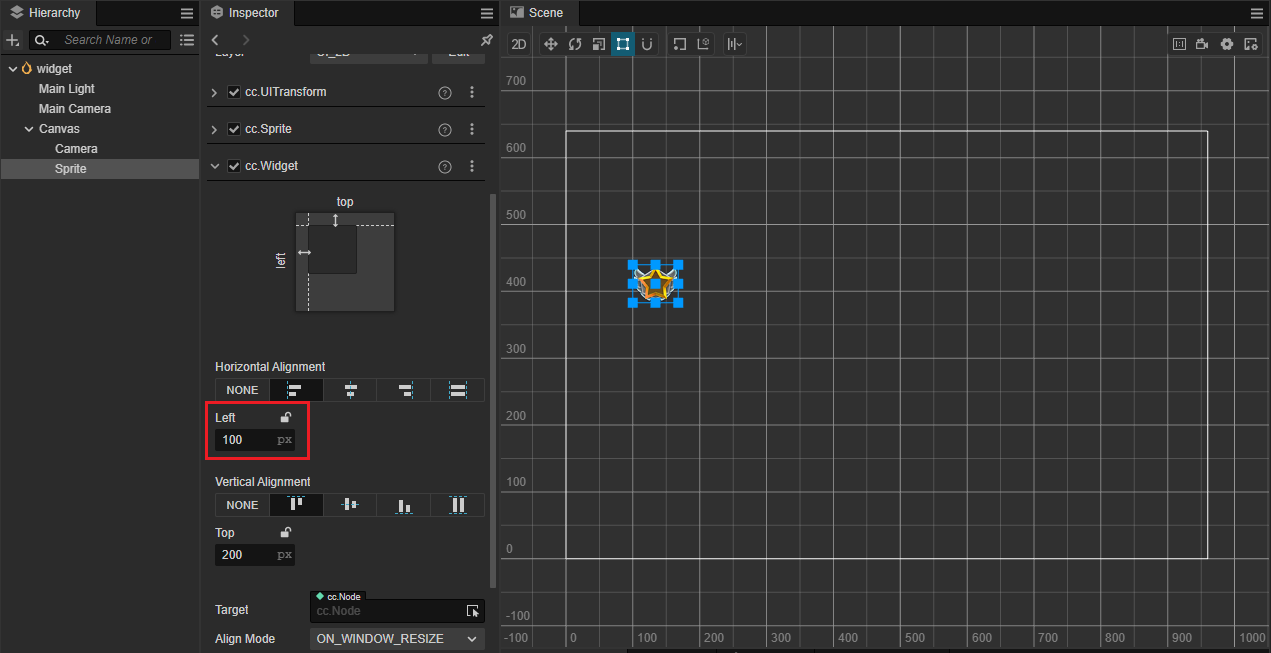 Hierarchy
Inspector
Scene
Search Name or
2D
widget
Main Light
Main Camera
Canvas
Camera
Sprite
Layer
UI_2D
Edit
cc.UITransform
cc.Sprite
cc.Widget
top
left
Horizontal Alignment
NONE
Left
100 px
Vertical Alignment
NONE
Top
200 px
Target
cc.Node
cc.Node
Align Mode
ON_WINDOW_RESIZE
700
600
500
400
300
200
100
0
-100
-100 0 100 200 300 400 500 600 700 800 900 1000